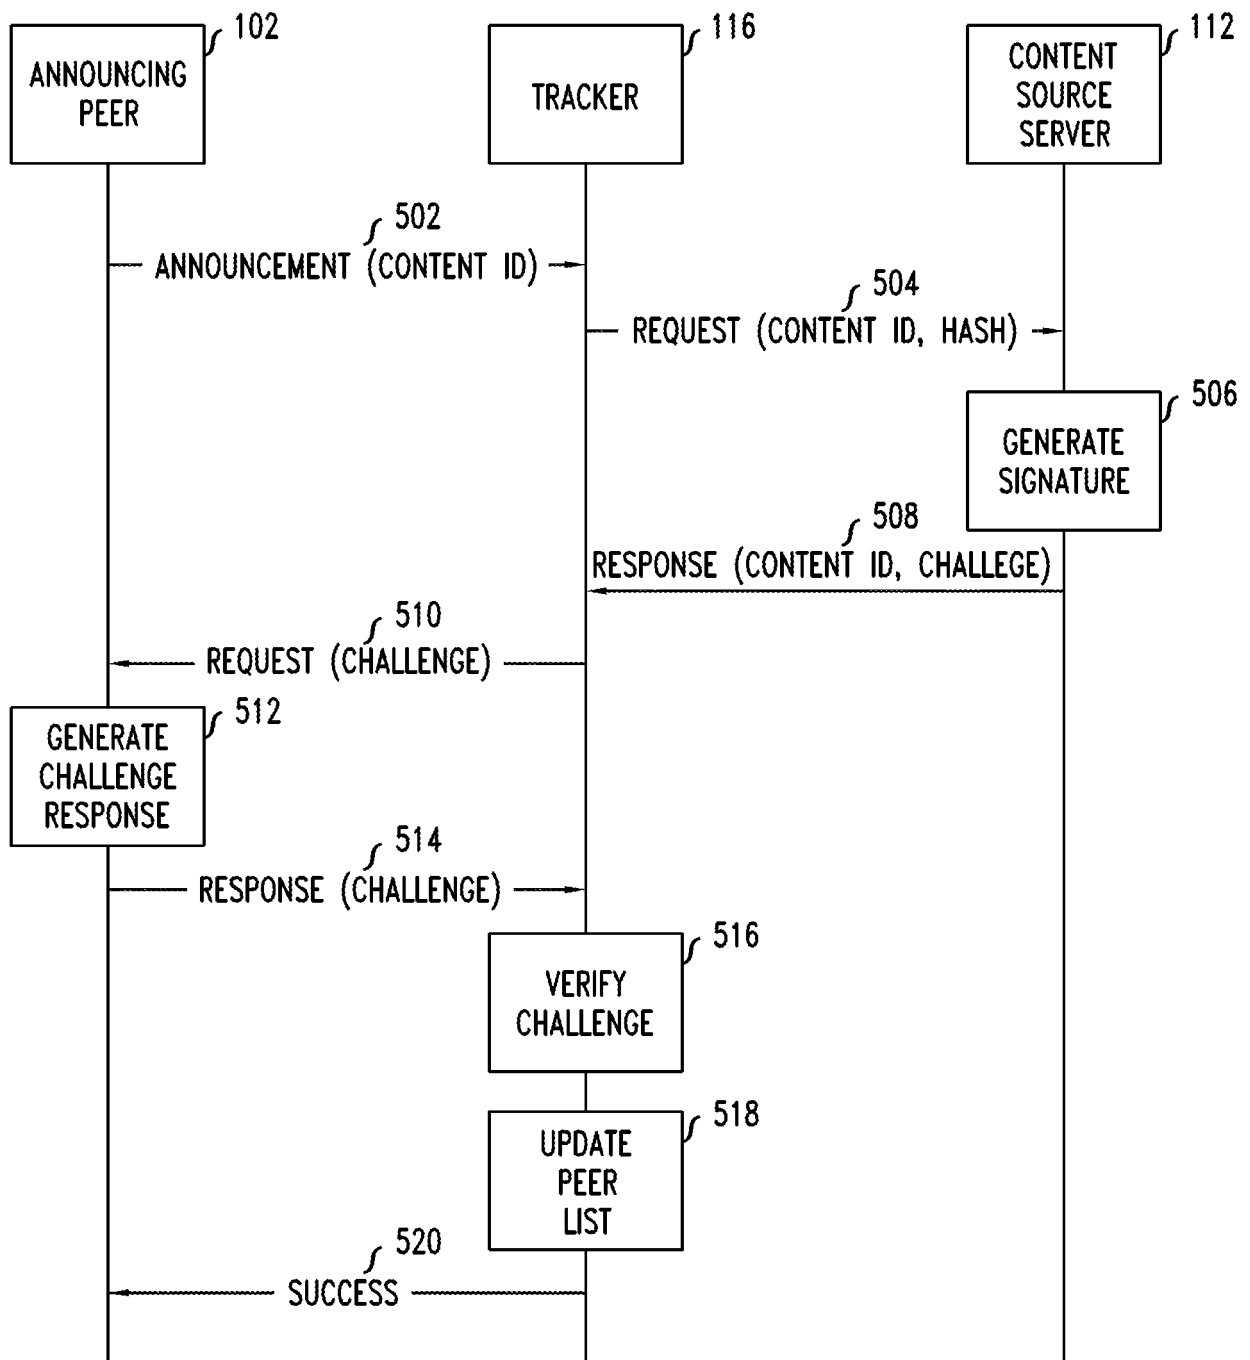 102
116
112
ANNOUNCING
PEER
TRACKER
CONTENT
SOURCE
SERVER
502
ANNOUNCEMENT (CONTENT ID)
504
REQUEST (CONTENT ID, HASH)
506
GENERATE
SIGNATURE
508
RESPONSE (CONTENT ID, CHALLEGE)
510
REQUEST (CHALLENGE)
512
GENERATE
CHALLENGE
RESPONSE
514
RESPONSE (CHALLENGE)
516
VERIFY
CHALLENGE
518
UPDATE
PEER
LIST
520
SUCCESS